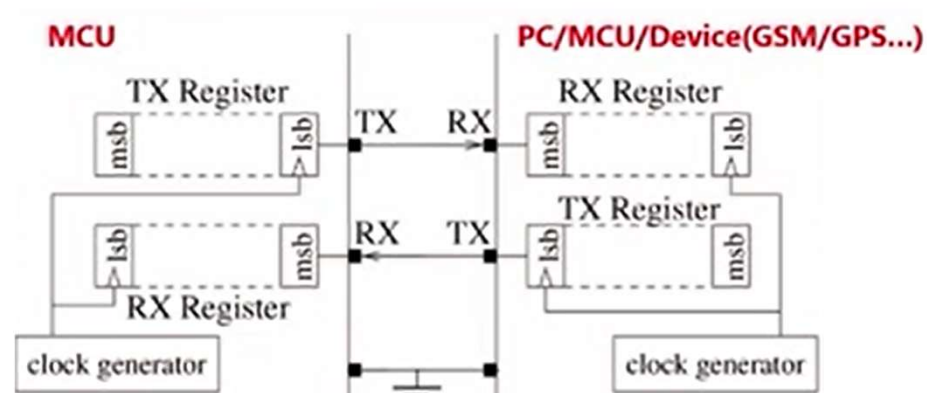 MCU
PC/MCU/Device(GSM/GPS...)
TX Register
RX Register
msb
lsb
TX
RX
msb
lsb
TX Register
lsb
msb
RX
TX
lsb
msb
RX Register
clock generator
clock generator